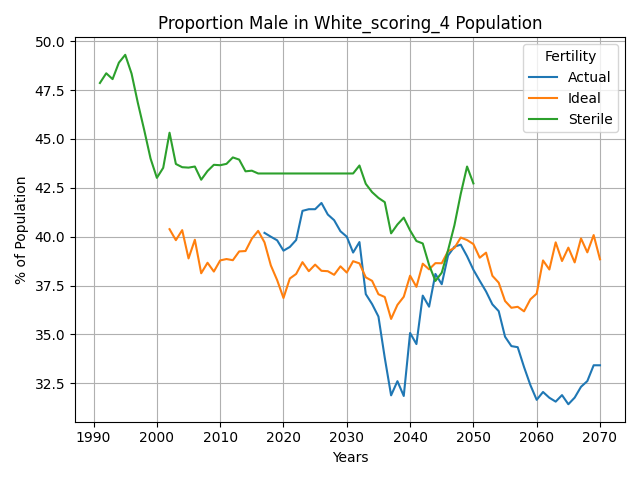 Proportion Male in White_scoring_4 Population
% of Population
50.0
47.5
45.0
42.5
40.0
37.5
35.0
32.5
Fertility
Actual
Ideal
Sterile
1990 2000 2010 2020 2030 2040 2050 2060 2070
Years